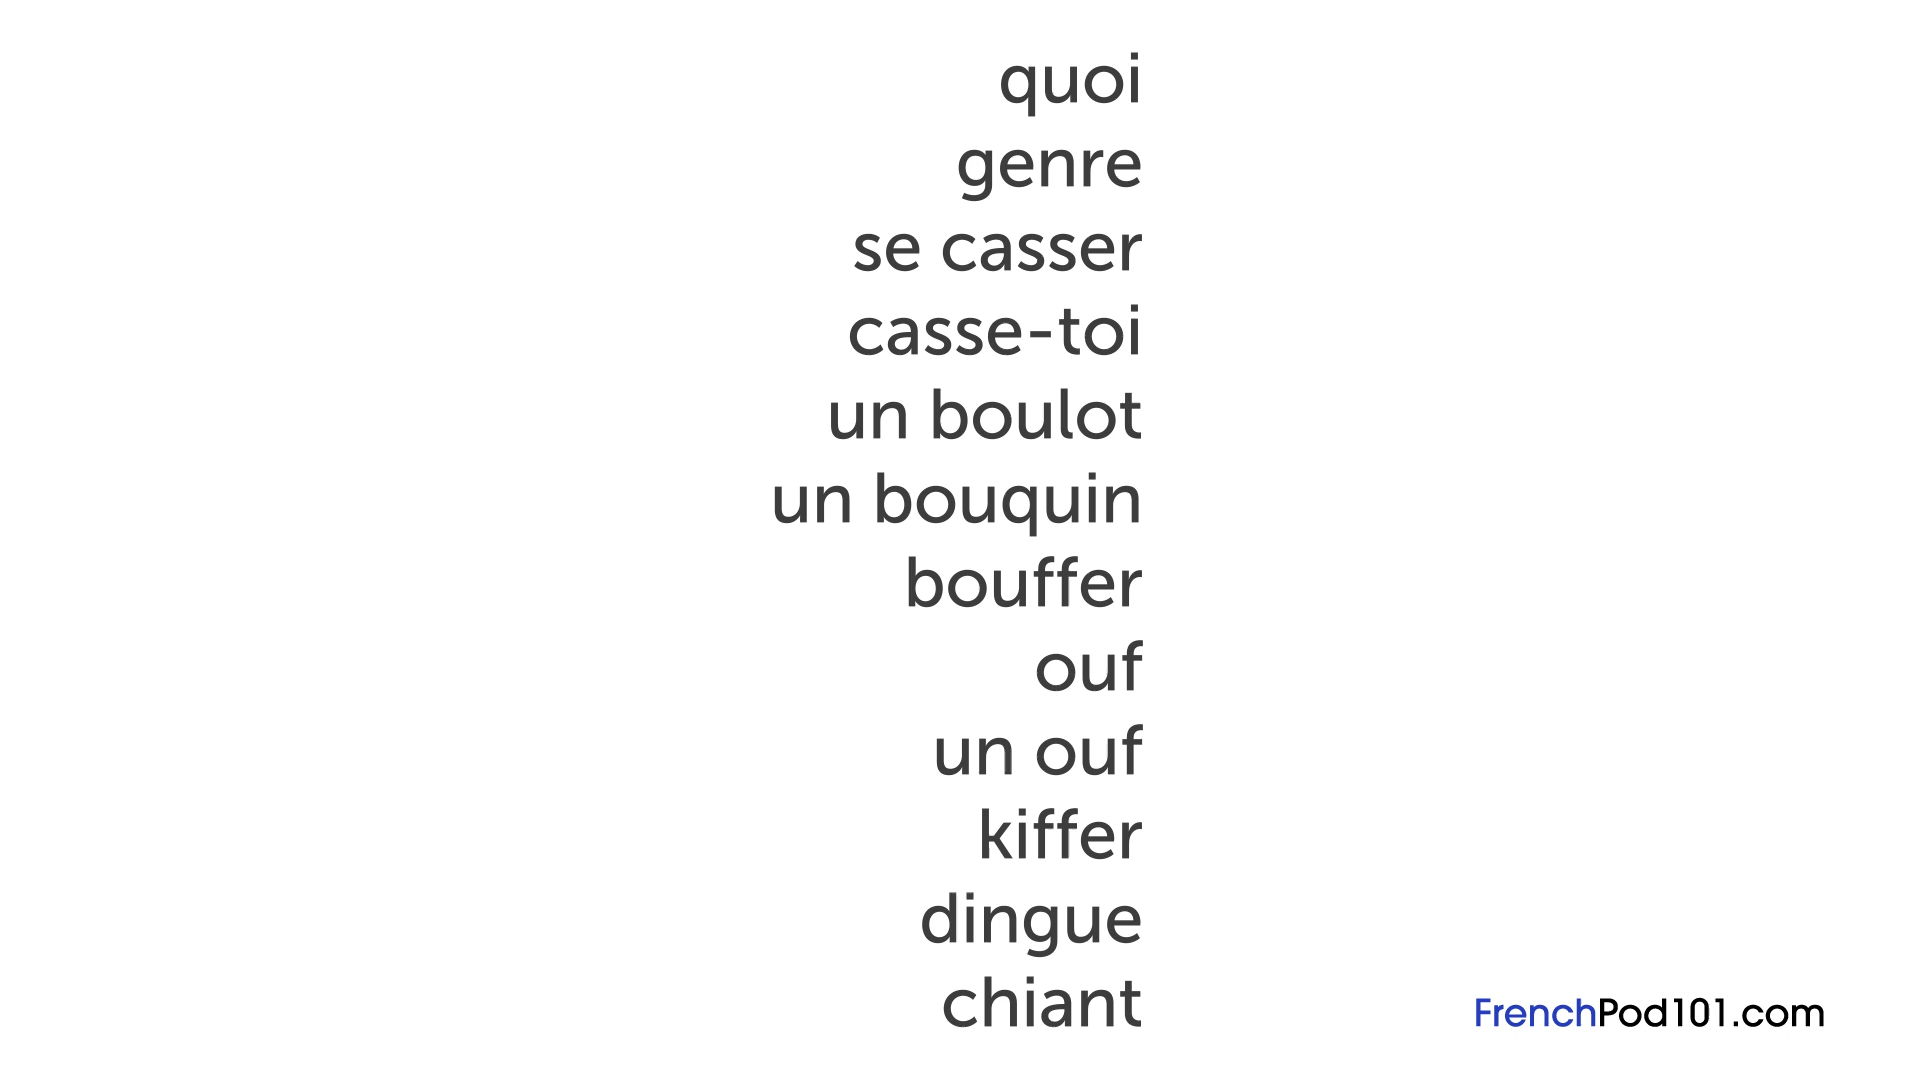 quoi
genre
se casser
casse-toi
un boulot
un bouquin
bouffer
ouf
un ouf
kiffer
dingue
chiant
FrenchPod101.com